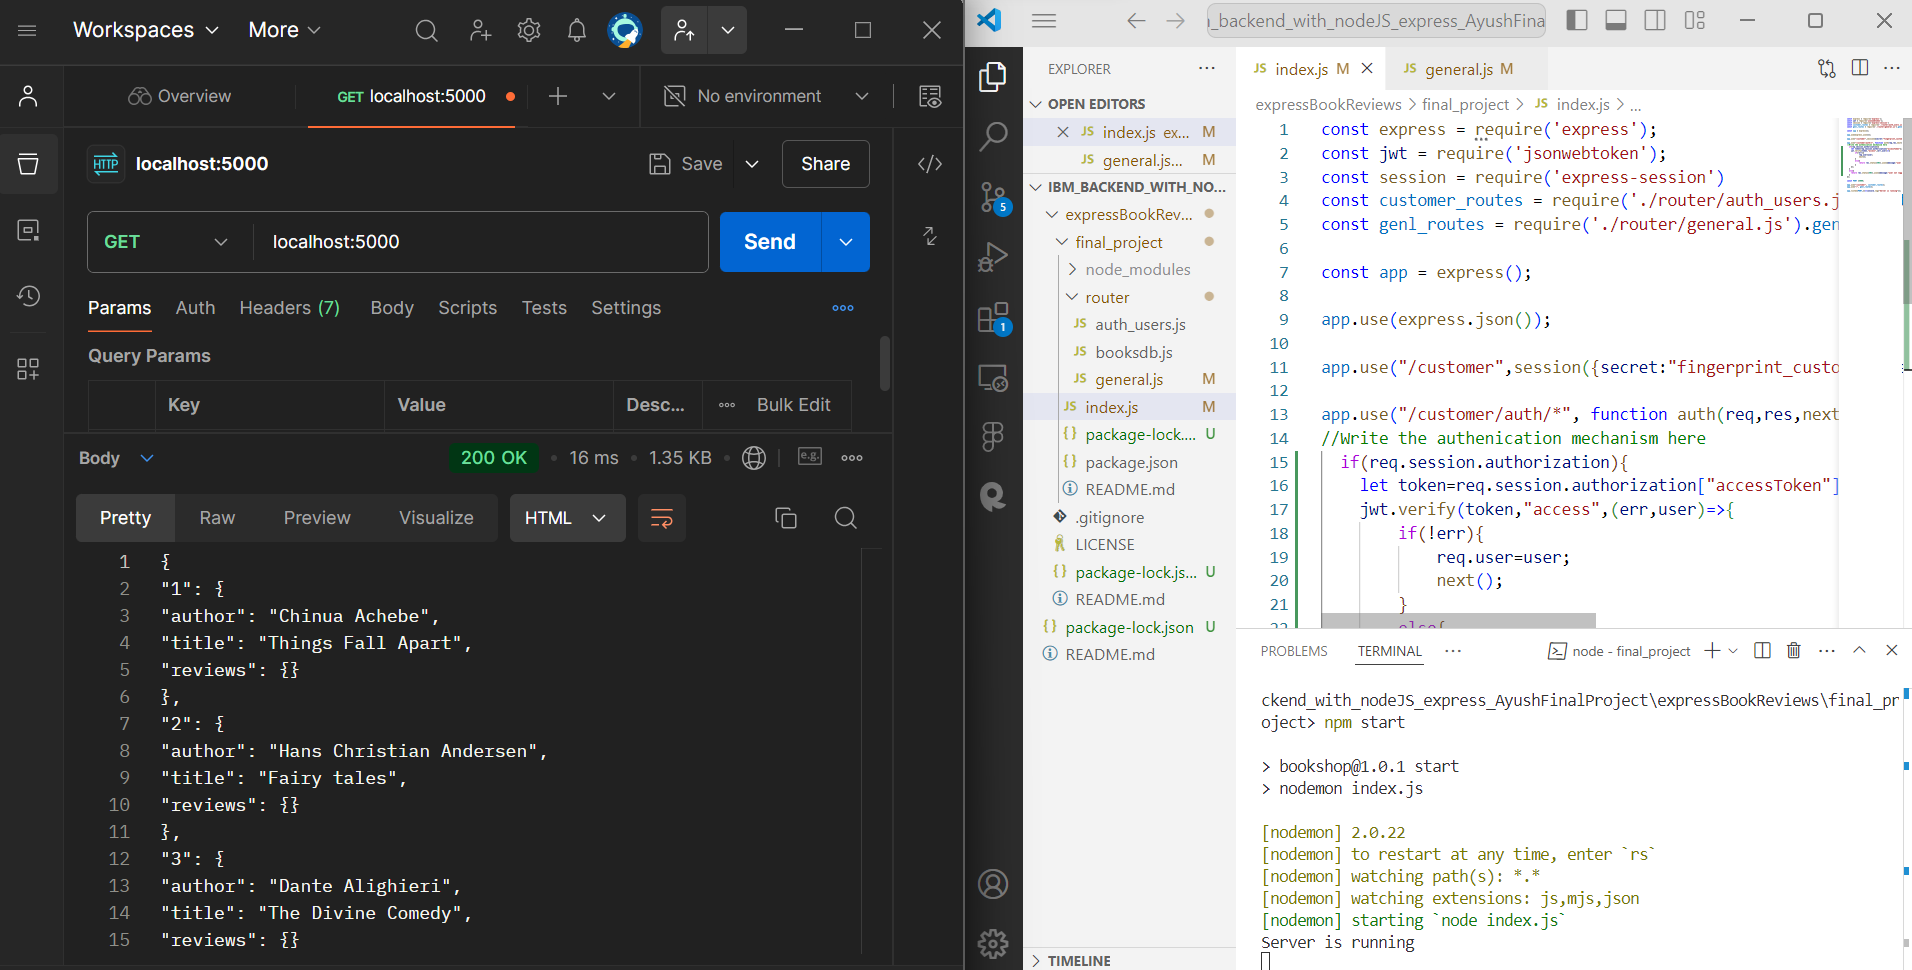 Workspaces More
Overview GET localhost:5000 No environment
HTTP localhost:5000 Save Share
GET localhost:5000 Send
Params Auth Headers (7) Body Scripts Tests Settings
Query Params
Key Value Desc... Bulk Edit
Body 200 OK 16 ms 1.35 KB e.g.
Pretty Raw Preview Visualize HTML
1 {
2 "1": {
3 "author": "Chinua Achebe",
4 "title": "Things Fall Apart",
5 "reviews": {}
6 },
7 "2": {
8 "author": "Hans Christian Andersen",
9 "title": "Fairy tales",
10 "reviews": {}
11 },
12 "3": {
13 "author": "Dante Alighieri",
14 "title": "The Divine Comedy",
15 "reviews": {}
_backend_with_nodeJS_express_AyushFina
5
1
EXPLORER ...
OPEN EDITORS
JS index.js ex... M
JS general.js... M
IBM_BACKEND_WITH_NO...
expressBookRev...
final_project
node_modules
router
JS auth_users.js
JS booksdb.js
JS general.js M
JS index.js M
{} package-lock.... U
{} package.json
README.md
.gitignore
LICENSE
{} package-lock.js... U
README.md
{} package-lock.json U
README.md
TIMELINE
JS index.js M JS general.js M
expressBookReviews > final_project > JS index.js > ...
1 const express = require('express');
2 const jwt = require('jsonwebtoken');
3 const session = require('express-session')
4 const customer_routes = require('./router/auth_users.j
5 const genl_routes = require('./router/general.js').gen
6
7 const app = express();
8
9 app.use(express.json());
10
11 app.use("/customer",session({secret:"fingerprint_custo
12
13 app.use("/customer/auth/*", function auth(req,res,next
14 //Write the authenication mechanism here
15 if(req.session.authorization){
16 let token=req.session.authorization["accessToken"]
17 jwt.verify(token,"access",(err,user)=>{
18 if(!err){
19 req.user=user;
20 next();
21 }
22 else{
PROBLEMS TERMINAL ... node - final_project
ckend_with_nodeJS_express_AyushFinalProject\expressBookReviews\final_pr
oject> npm start
> bookshop@1.0.1 start
> nodemon index.js
[nodemon] 2.0.22
[nodemon] to restart at any time, enter `rs`
[nodemon] watching path(s): *.*
[nodemon] watching extensions: js,mjs,json
[nodemon] starting `node index.js`
Server is running